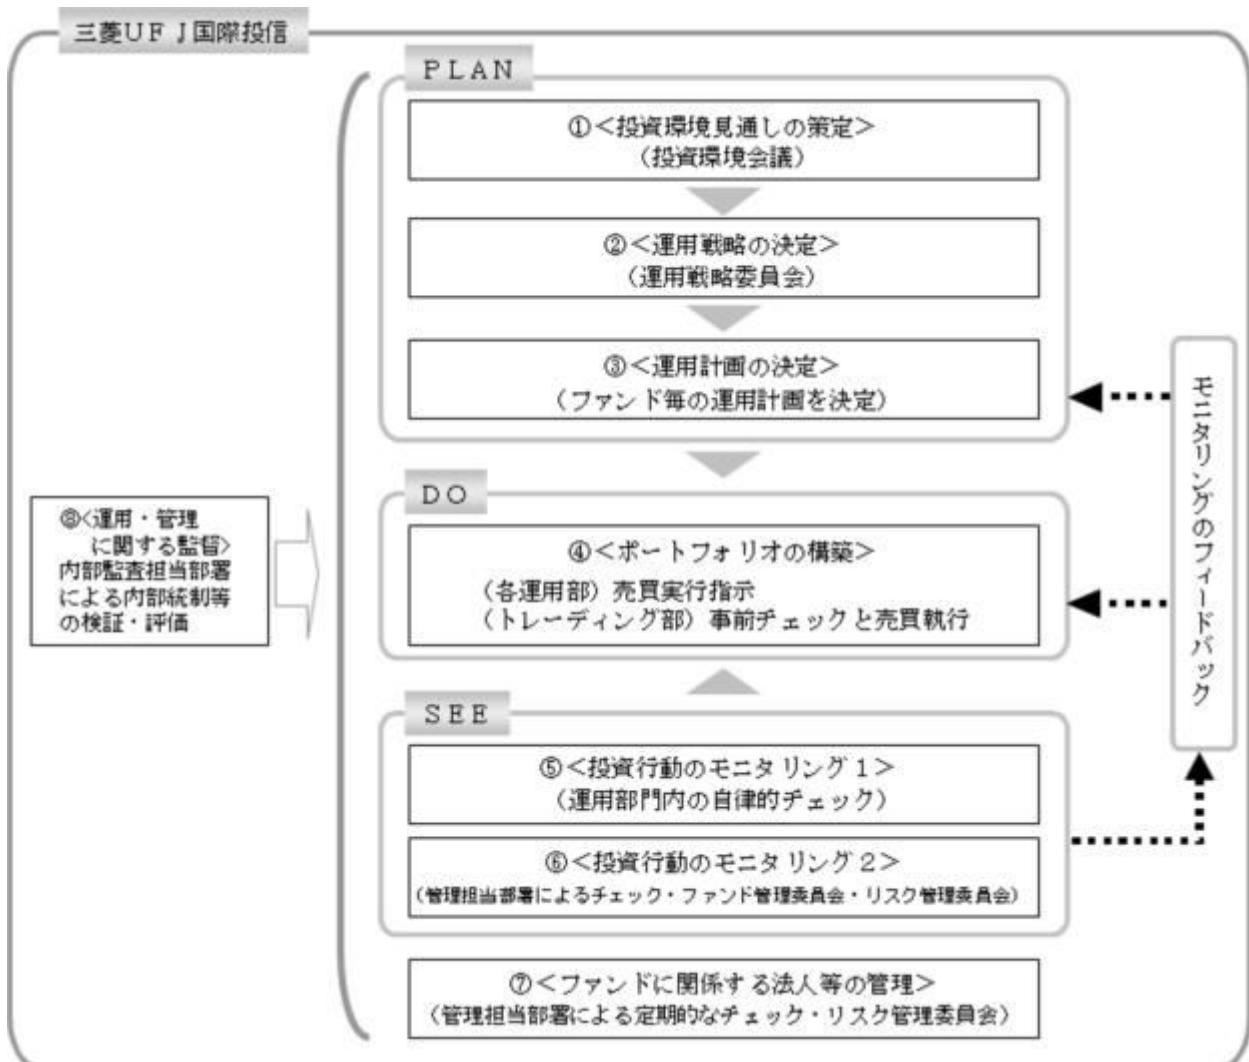 三菱ＵＦＪ国際投信
ＰＬＡＮ
①＜投資環境見通しの策定＞
（投資環境会議）
②＜運用戦略の決定＞
（運用戦略委員会）
③＜運用計画の決定＞
（ファンド毎の運用計画を決定）
ＤＯ
④＜ポートフォリオの構築＞
（各運用部）売買実行指示
（トレーディング部）事前チェックと売買執行
ＳＥＥ
⑤＜投資行動のモニタリング１＞
（運用部門内の自律的チェック）
⑥＜投資行動のモニタリング２＞
（管理担当部署によるチェック・ファンド管理委員会・リスク管理委員会）
⑦＜ファンドに関係する法人等の管理＞
（管理担当部署による定期的なチェック・リスク管理委員会）
⑧＜運用・管理
に関する監督＞
内部監査担当部署
による内部統制等
の検証・評価
モニタリングのフィードバック